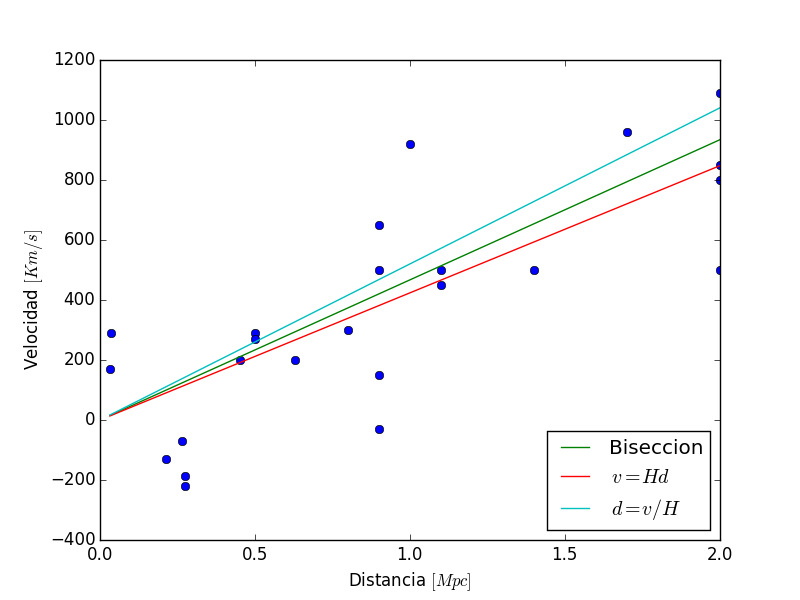 1200
1000
800
600
400
200
0
−200
−400
0.0 0.5 1.0 1.5 2.0
Velocidad [Km/s]
Distancia [Mpc]
Biseccion
v = Hd
d = v/H